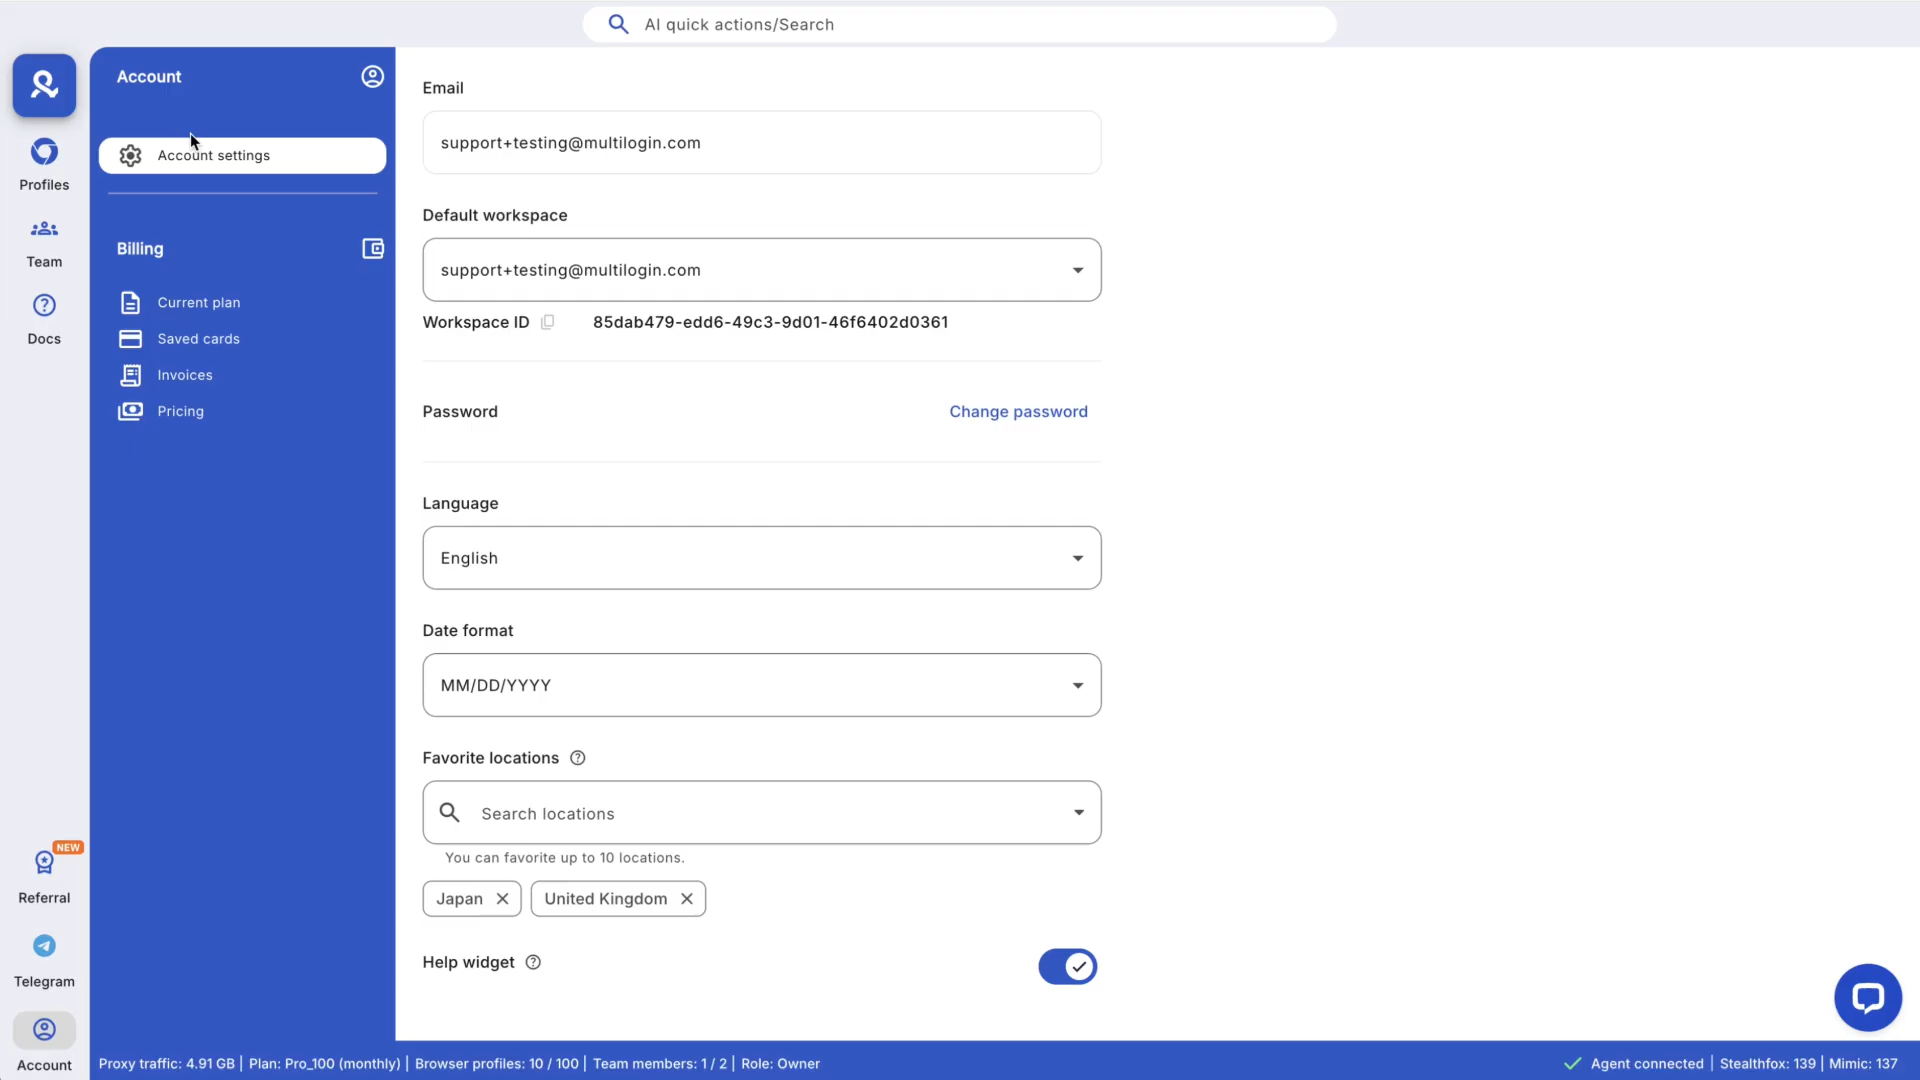 AI quick actions/Search
Profiles
Team
Docs
NEW
Referral
Telegram
Account
Account
Account settings
Billing
Current plan
Saved cards
Invoices
Pricing
Email
support+testing@multilogin.com
Default workspace
support+testing@multilogin.com
Workspace ID 85dab479-edd6-49c3-9d01-46f6402d0361
Password Change password
Language
English
Date format
MM/DD/YYYY
Favorite locations
Search locations
You can favorite up to 10 locations.
Japan United Kingdom
Help widget
Proxy traffic: 4.91 GB | Plan: Pro_100 (monthly) | Browser profiles: 10 / 100 | Team members: 1 / 2 | Role: Owner Agent connected | Stealthfox: 139 | Mimic: 137